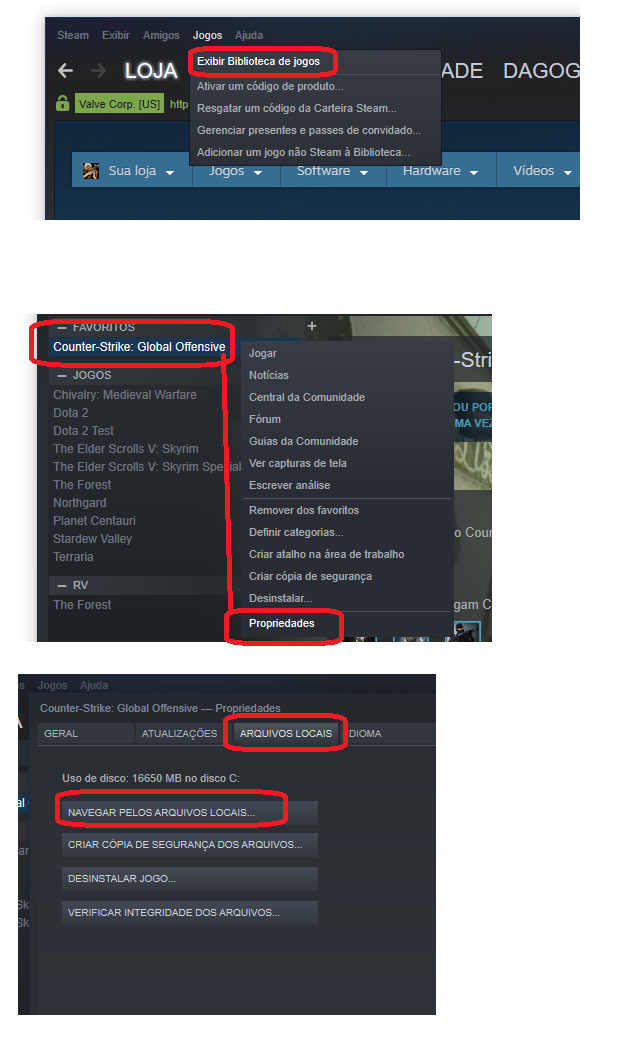 Steam Exibir Amigos Jogos Ajuda
Exibir Biblioteca de jogos
LOJA
ADE DAGOG
Ativar um código de produto...
Valve Corp. [US] http
Resgatar um código da Carteira Steam...
Gerenciar presentes e passes de convidado...
Adicionar um jogo não Steam à Biblioteca...
Sua loja Jogos Software Hardware Vídeos
— FAVORITOS +
Counter-Strike: Global Offensive
Jogar
-Stri
— JOGOS
Notícias
Chivalry: Medieval Warfare
Central da Comunidade
Dota 2
OU POR
Fórum
MA VEZ
Dota 2 Test
Guias da Comunidade
The Elder Scrolls V: Skyrim
Ver capturas de tela
The Elder Scrolls V: Skyrim Special
Escrever análise
The Forest
Northgard
Remover dos favoritos
Planet Centauri
Definir categorias...
o Coun
Stardew Valley
Criar atalho na área de trabalho
Terraria
Criar cópia de segurança
— RV
Desinstalar...
The Forest
gam C
Propriedades
s Jogos Ajuda
Counter-Strike: Global Offensive — Propriedades
A
GERAL ATUALIZAÇÕES ARQUIVOS LOCAIS IDIOMA
Uso de disco: 16650 MB no disco C:
al
NAVEGAR PELOS ARQUIVOS LOCAIS...
CRIAR CÓPIA DE SEGURANÇA DOS ARQUIVOS...
ar
DESINSTALAR JOGO...
Sk
VERIFICAR INTEGRIDADE DOS ARQUIVOS...
Sk